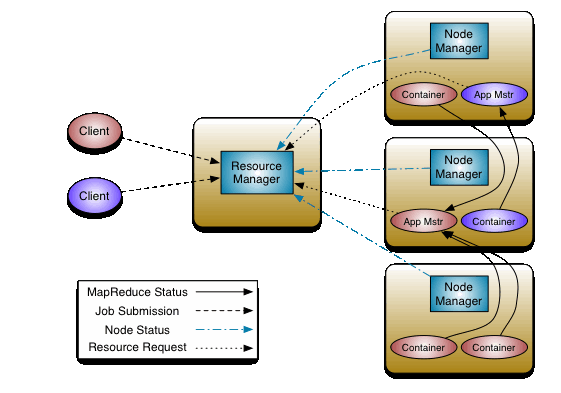 Client
Client
Resource
Manager
Node
Manager
Container
App Mstr
Node
Manager
App Mstr
Container
Node
Manager
Container
Container
MapReduce Status
Job Submission
Node Status
Resource Request